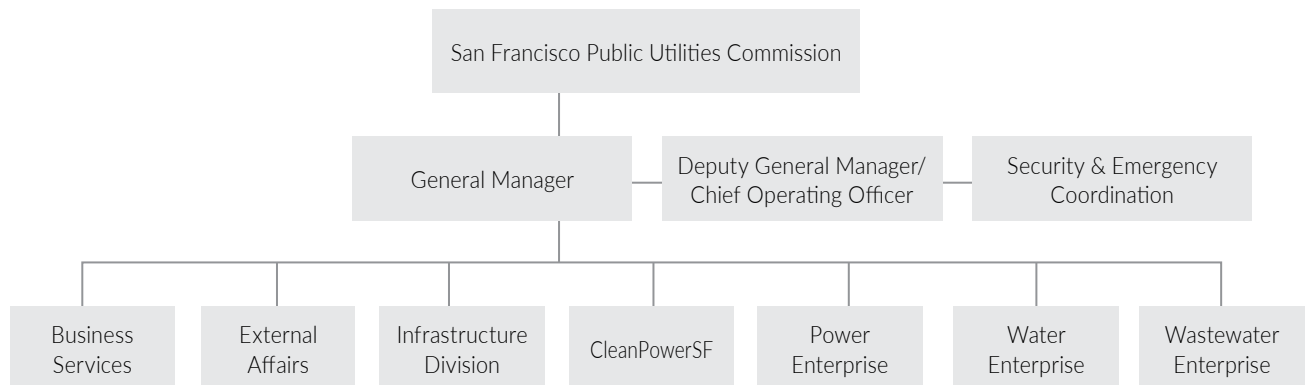 San Francisco Public Utilities Commission
General Manager
Deputy General Manager/
Chief Operating Officer
Security & Emergency
Coordination
Business
Services
External
Affairs
Infrastructure
Division
CleanPowerSF
Power
Enterprise
Water
Enterprise
Wastewater
Enterprise